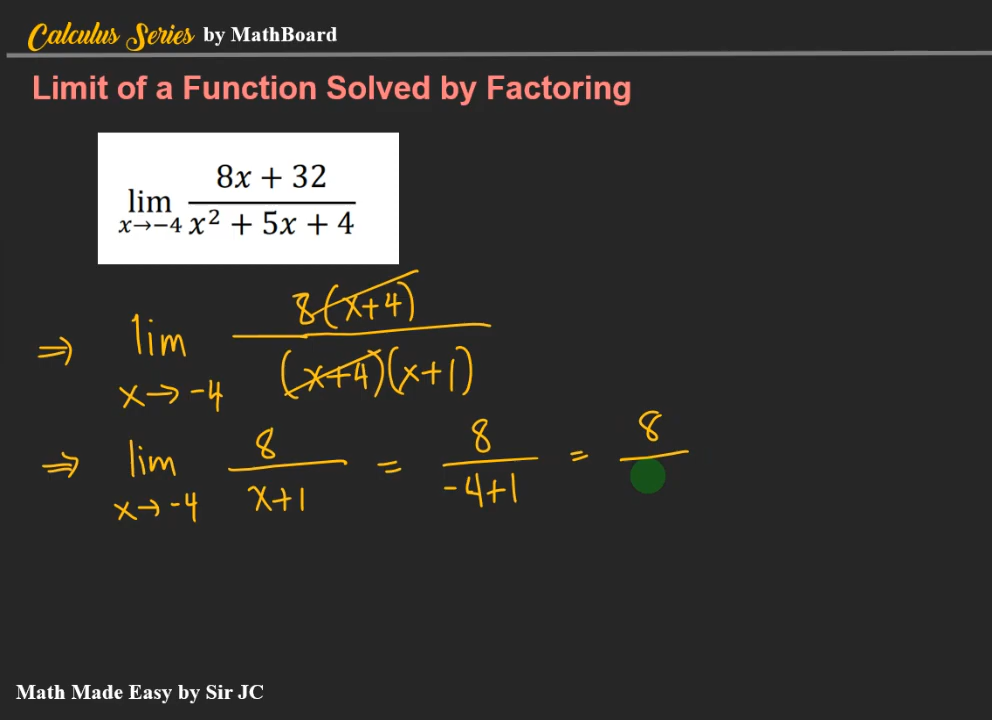 Calculus Series by MathBoard
Limit of a Function Solved by Factoring
lim x→−4 (8x + 32)/(x² + 5x + 4)
⇒ lim x→-4 8(x+4)/((x+4)(x+1))
⇒ lim x→-4 8/(x+1) = 8/(-4+1) = 8/
Math Made Easy by Sir JC